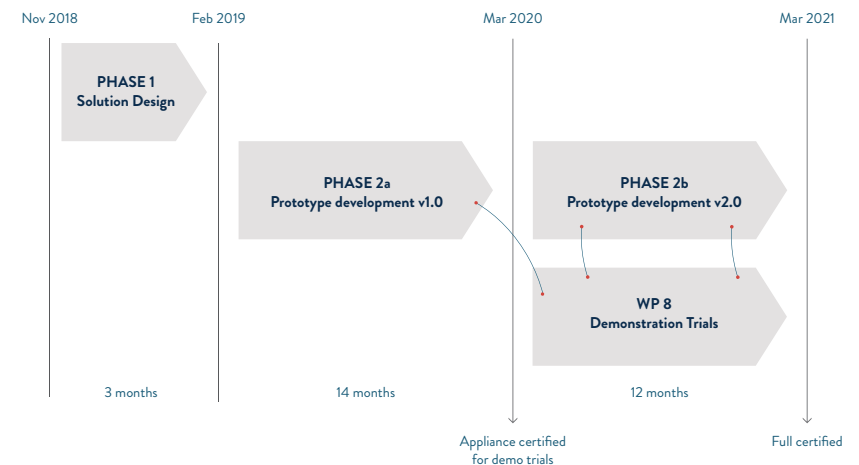 Nov 2018
Feb 2019
Mar 2020
Mar 2021
PHASE 1
Solution Design
PHASE 2a
Prototype development v1.0
PHASE 2b
Prototype development v2.0
WP 8
Demonstration Trials
3 months
14 months
12 months
Appliance certified
for demo trials
Full certified